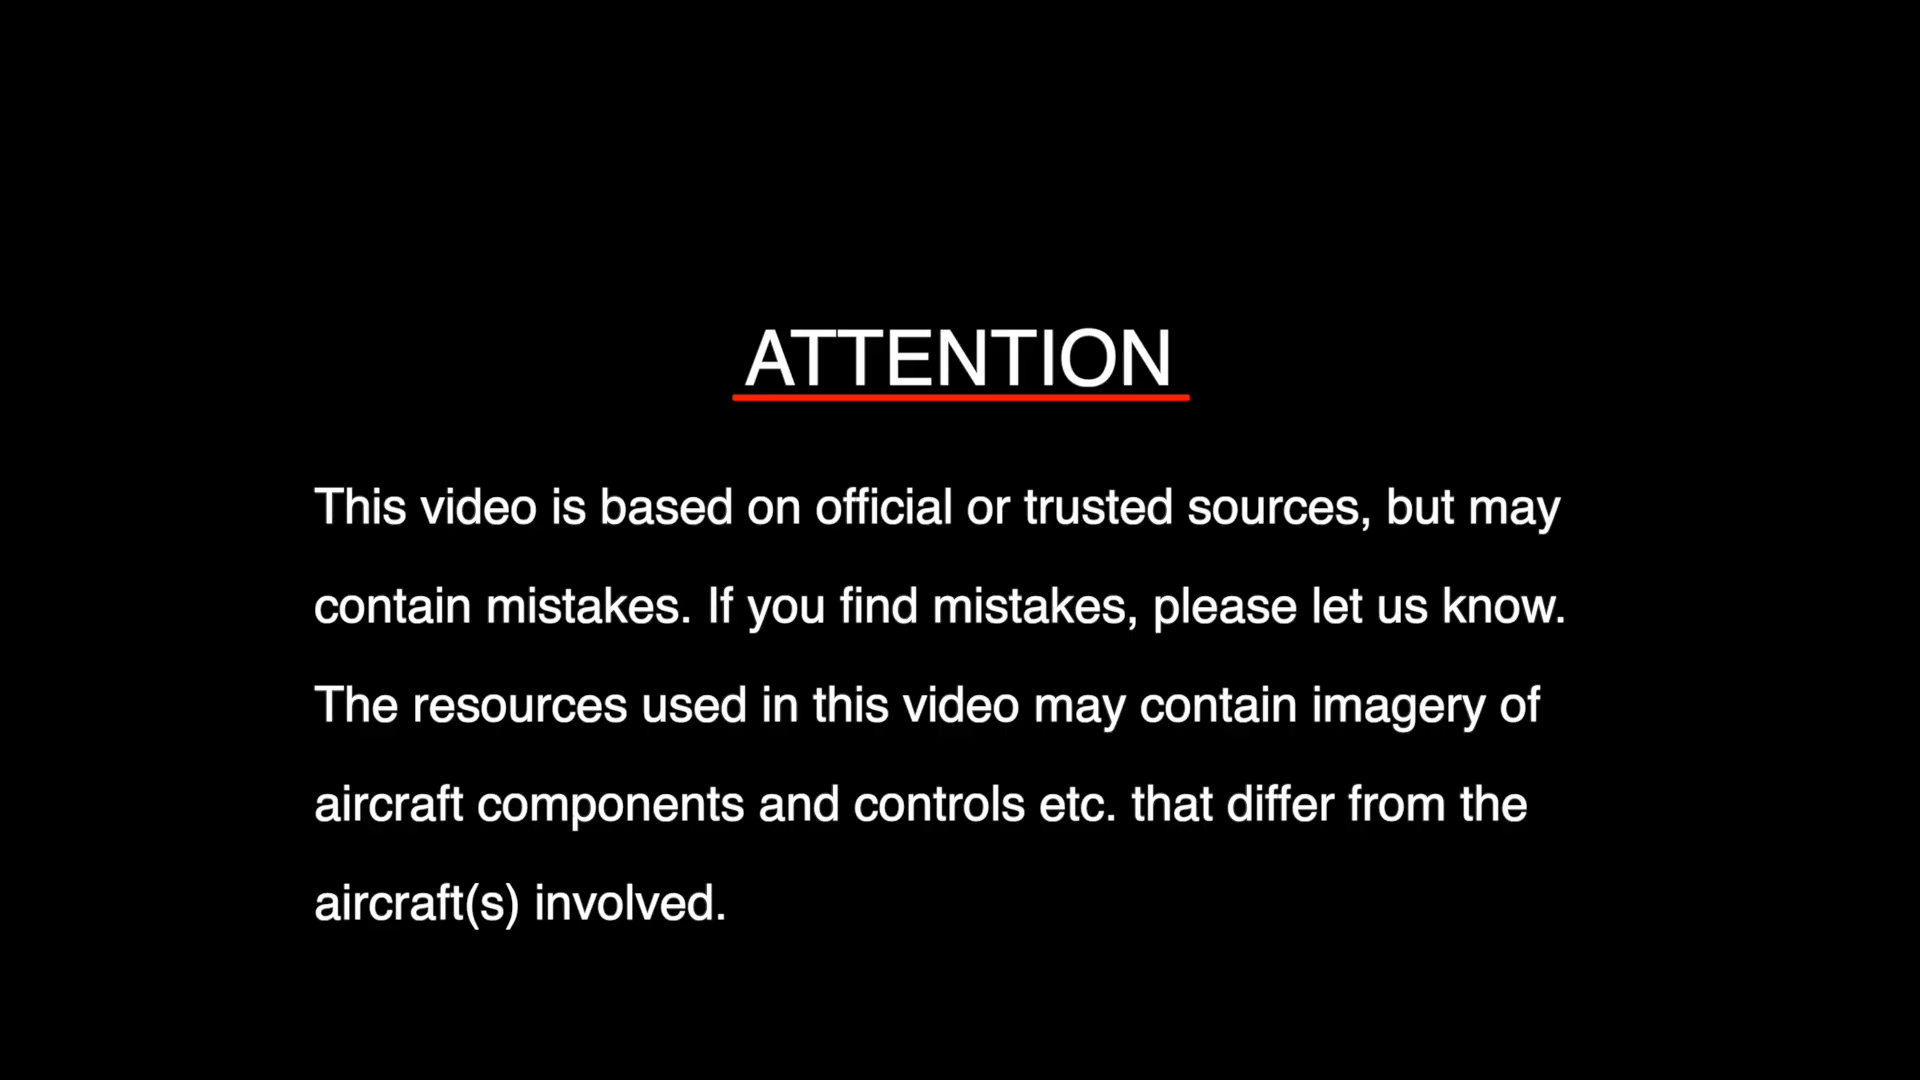 ATTENTION
This video is based on official or trusted sources, but may
contain mistakes. If you find mistakes, please let us know.
The resources used in this video may contain imagery of
aircraft components and controls etc. that differ from the
aircraft(s) involved.